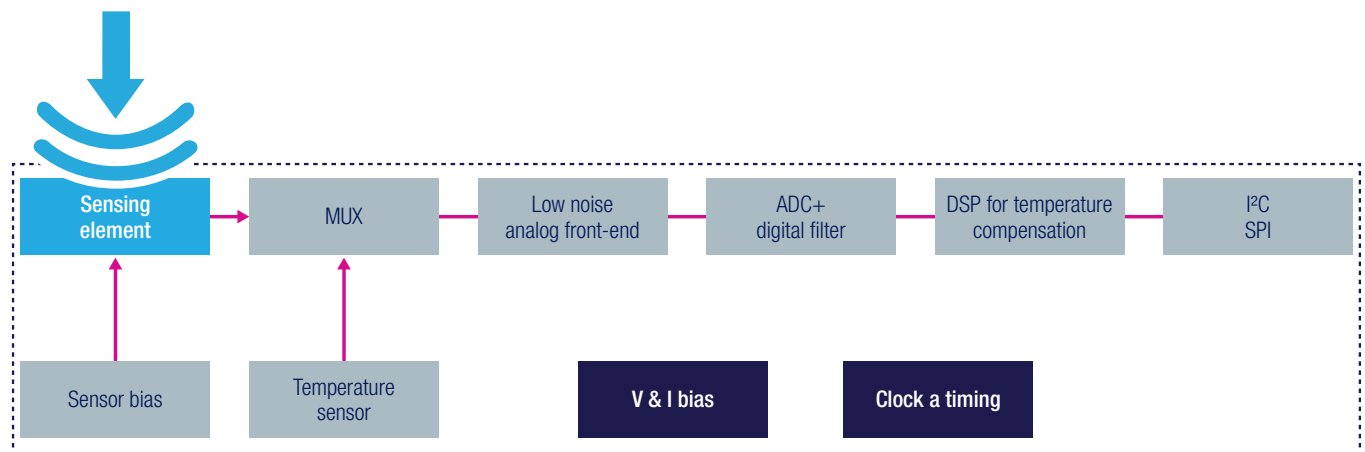 Sensing
element
MUX
Low noise
analog front-end
ADC+
digital filter
DSP for temperature
compensation
I²C
SPI
Sensor bias
Temperature
sensor
V & I bias
Clock a timing